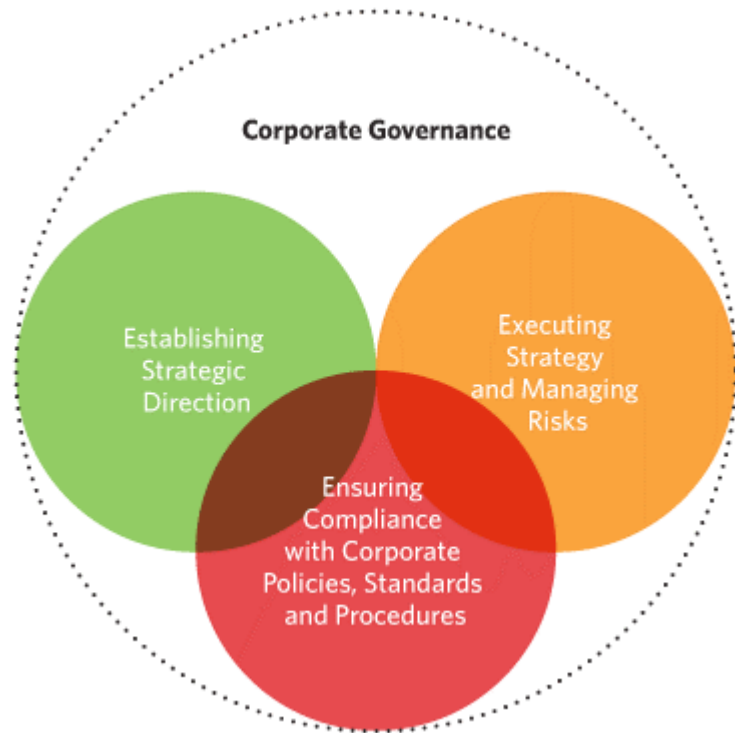 Corporate Governance
Establishing
Strategic
Direction
Executing
Strategy
and Managing
Risks
Ensuring
Compliance
with Corporate
Policies, Standards
and Procedures